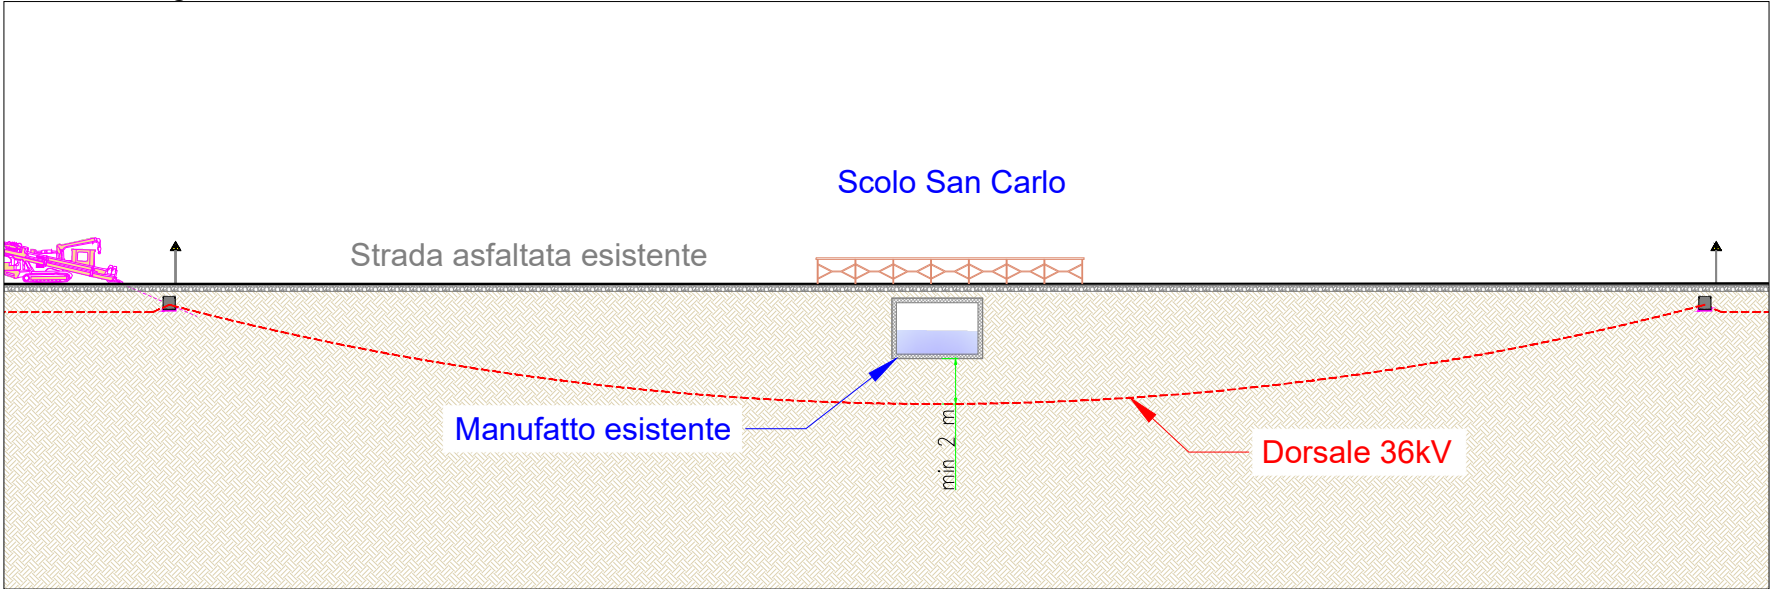 Scolo San Carlo
Strada asfaltata esistente
Manufatto esistente
min 2 m
Dorsale 36kV